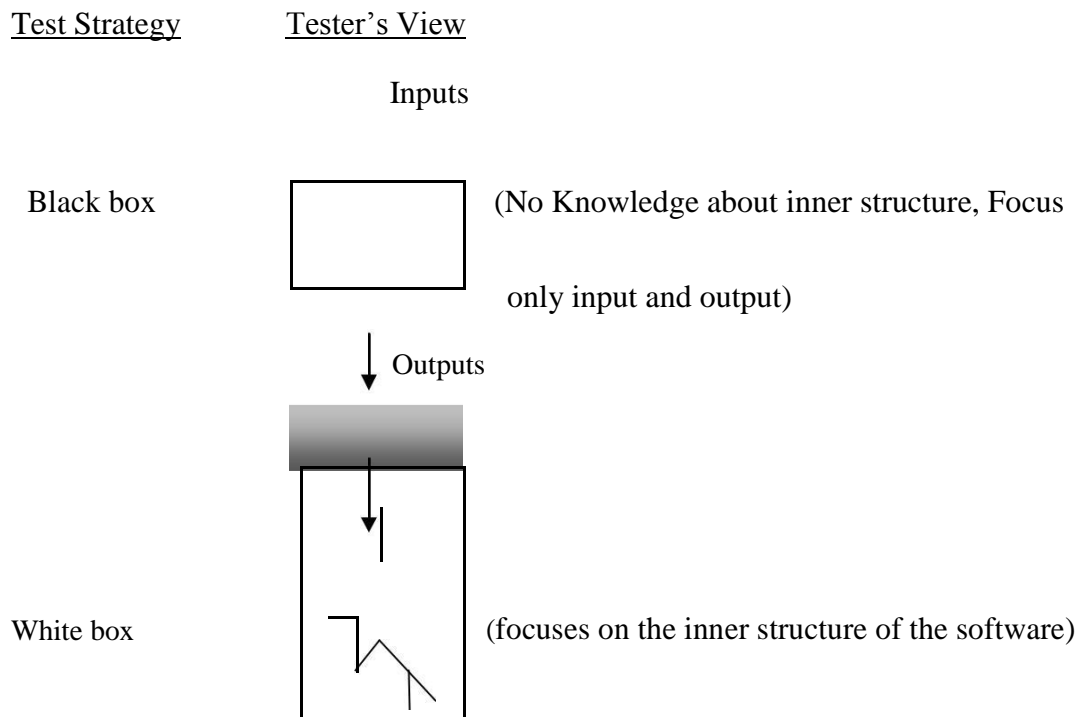 Test Strategy Tester’s View
Inputs
Black box (No Knowledge about inner structure, Focus
only input and output)
Outputs
White box (focuses on the inner structure of the software)